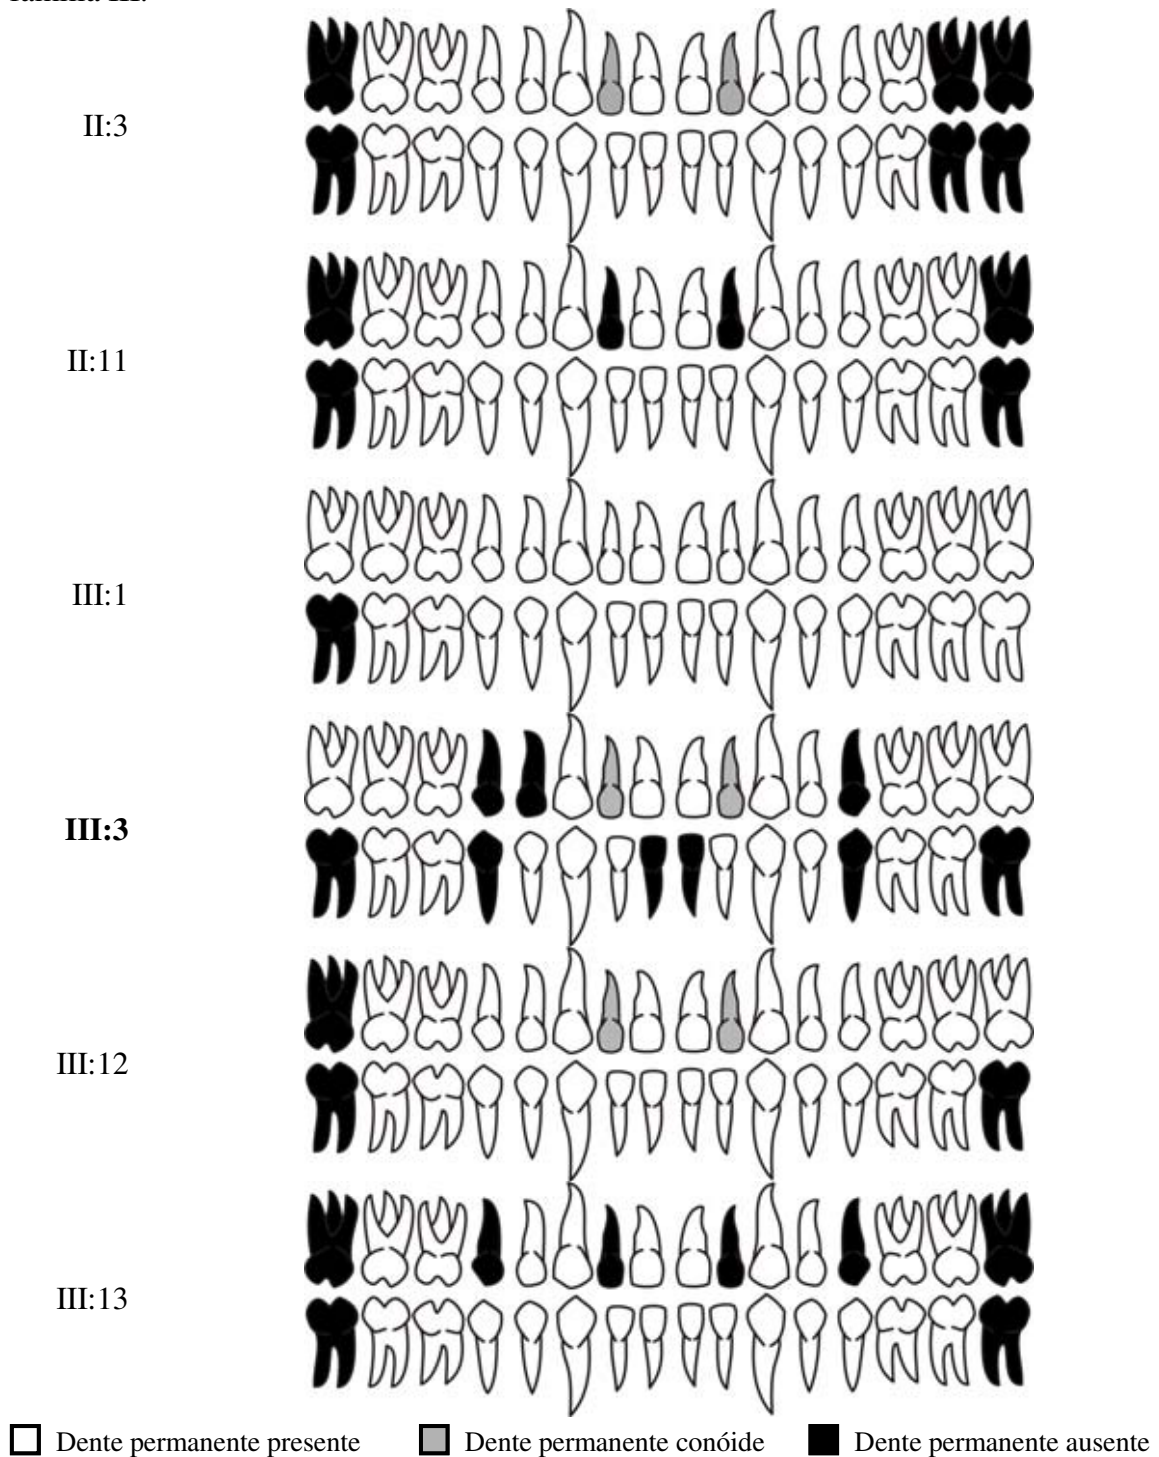 família III.
II:3
II:11
III:1
III:3
III:12
III:13
Dente permanente presente Dente permanente conóide Dente permanente ausente